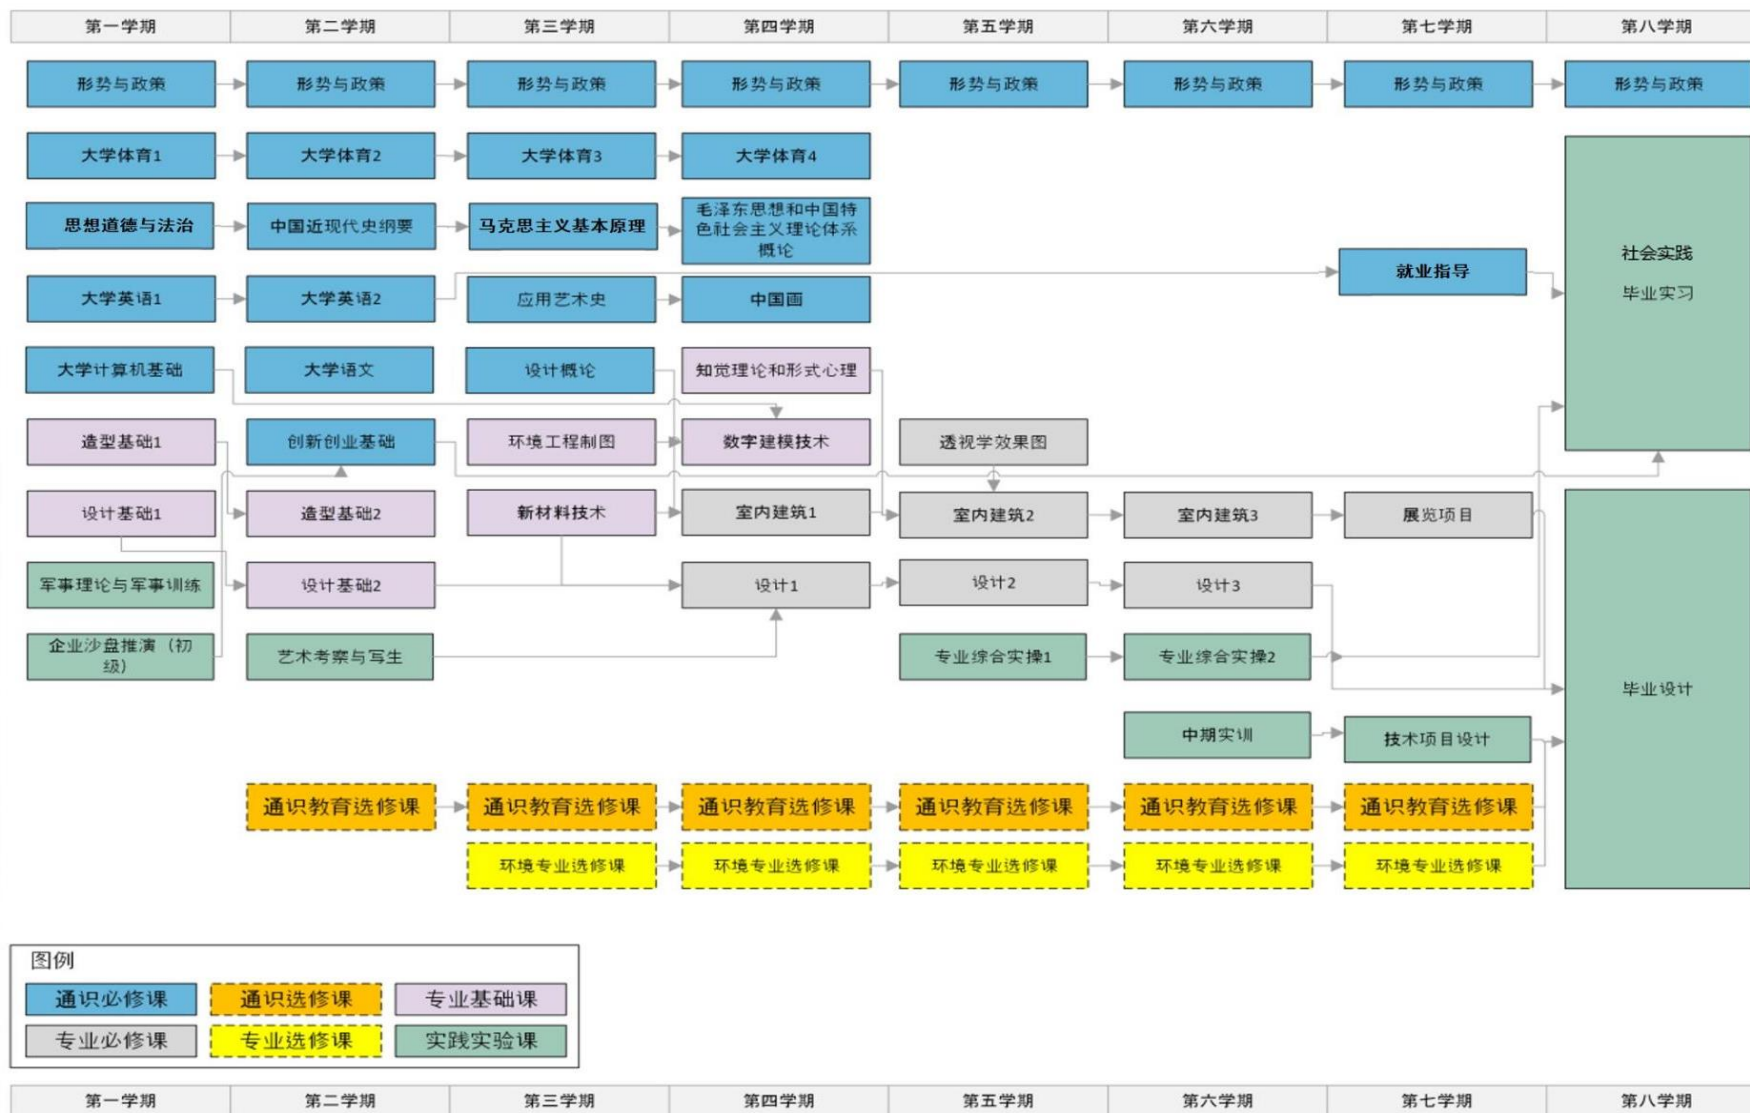 第一学期 第二学期 第三学期 第四学期 第五学期 第六学期 第七学期 第八学期
形势与政策 形势与政策 形势与政策 形势与政策 形势与政策 形势与政策 形势与政策 形势与政策
大学体育1 大学体育2 大学体育3 大学体育4
思想道德与法治 中国近现代史纲要 马克思主义基本原理
毛泽东思想和中国特
色社会主义理论体系
概论
社会实践
毕业实习
就业指导
大学英语1 大学英语2 应用艺术史 中国画
大学计算机基础 大学语文 设计概论 知觉理论和形式心理
造型基础1 创新创业基础 环境工程制图 数字建模技术 透视学效果图
设计基础1 造型基础2 新材料技术 室内建筑1 室内建筑2 室内建筑3 展览项目
军事理论与军事训练 设计基础2 设计1 设计2 设计3
企业沙盘推演（初
级）
艺术考察与写生 专业综合实操1 专业综合实操2
毕业设计
中期实训 技术项目设计
通识教育选修课 通识教育选修课 通识教育选修课 通识教育选修课 通识教育选修课 通识教育选修课
环境专业选修课 环境专业选修课 环境专业选修课 环境专业选修课 环境专业选修课
图例
通识必修课 通识选修课 专业基础课
专业必修课 专业选修课 实践实验课
第一学期 第二学期 第三学期 第四学期 第五学期 第六学期 第七学期 第八学期